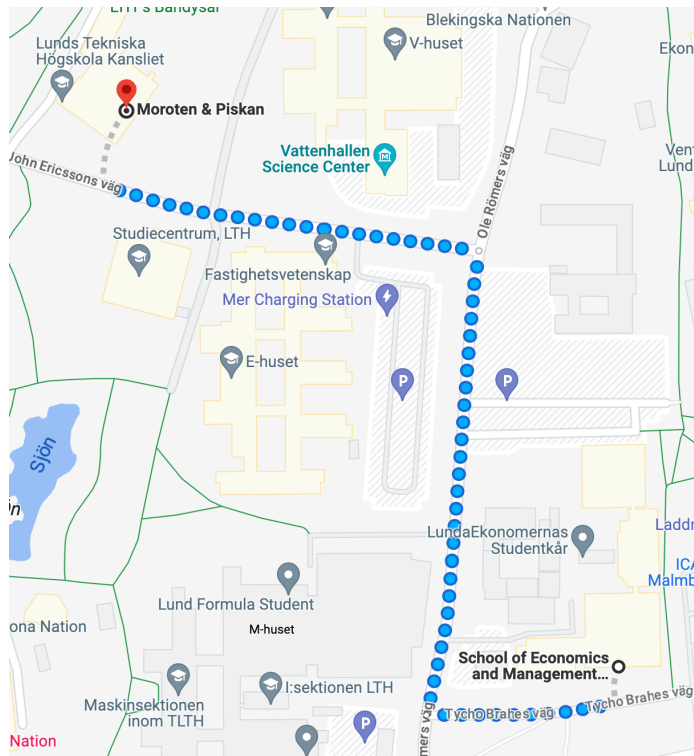 LTH's Bandysal
Blekingska Nationen
Lunds Tekniska
Högskola Kansliet
V-huset
Ekon
Moroten & Piskan
Vattenhallen
Science Center
Vent
Lund
John Ericssons väg
Ole Römers väg
Studiecentrum, LTH
Fastighetsvetenskap
Mer Charging Station
E-huset
P
P
Sjön
ön
LundaEkonomernas
Studentkår
Laddr
ICA
Malmb
Lund Formula Student
M-huset
ona Nation
School of Economics
and Management...
I:sektionen LTH
Maskinsektionen
inom TLTH
P
mers väg
Tycho Brahes väg
Tycho Brahes väg
Nation